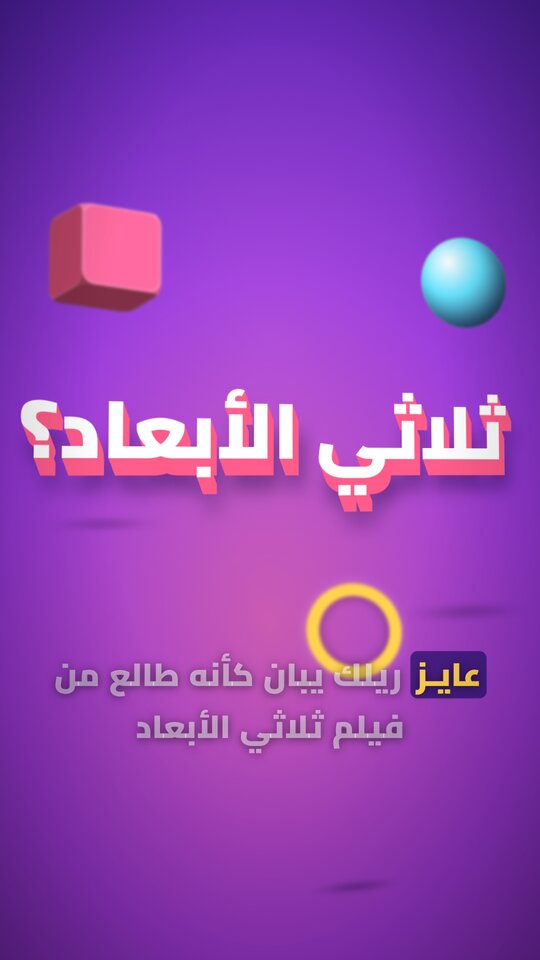 ثلاثي الأبعاد؟
عايز ريلك يبان كأنه طالع من
فيلم ثلاثي الأبعاد